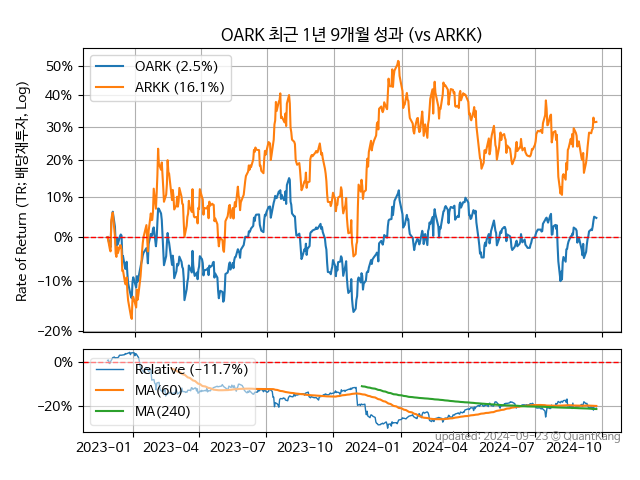 OARK 최근 1년 9개월 성과 (vs ARKK)
Rate of Return (TR: 배당재투자, Log)
50%
40%
30%
20%
10%
0%
−10%
−20%
OARK (2.5%)
ARKK (16.1%)
0%
−20%
Relative (−11.7%)
MA(60)
MA(240)
2023−01
2023−04
2023−07
2023−10
2024−01
2024−04
2024−07
2024−10
updated: 2024−09−23 © QuantKang